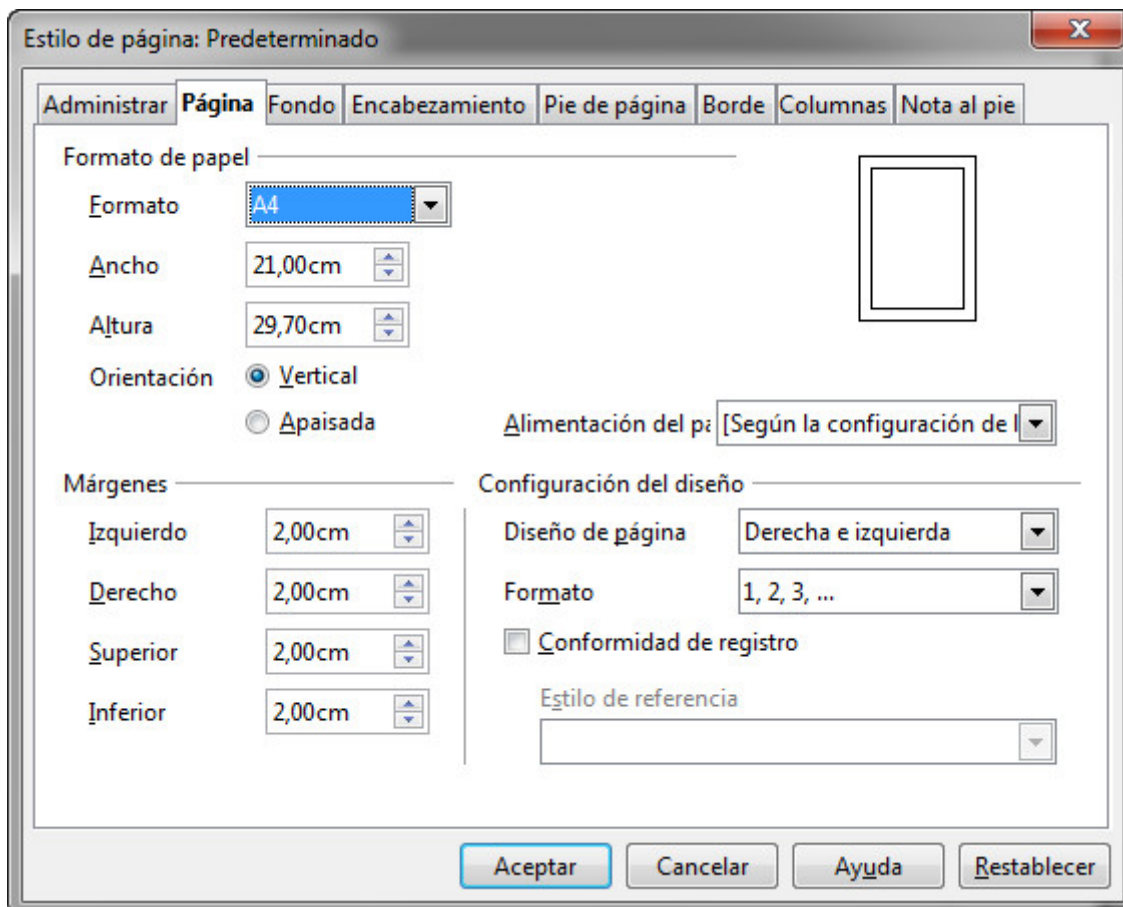 Estilo de página: Predeterminado
Administrar Página Fondo Encabezamiento Pie de página Borde Columnas Nota al pie
Formato de papel
Formato A4
Ancho 21,00cm
Altura 29,70cm
Orientación Vertical
Apaisada
Alimentación del pa [Según la configuración de l
Márgenes
Izquierdo 2,00cm
Derecho 2,00cm
Superior 2,00cm
Inferior 2,00cm
Configuración del diseño
Diseño de página Derecha e izquierda
Formato 1, 2, 3, ...
Conformidad de registro
Estilo de referencia
Aceptar Cancelar Ayuda Restablecer